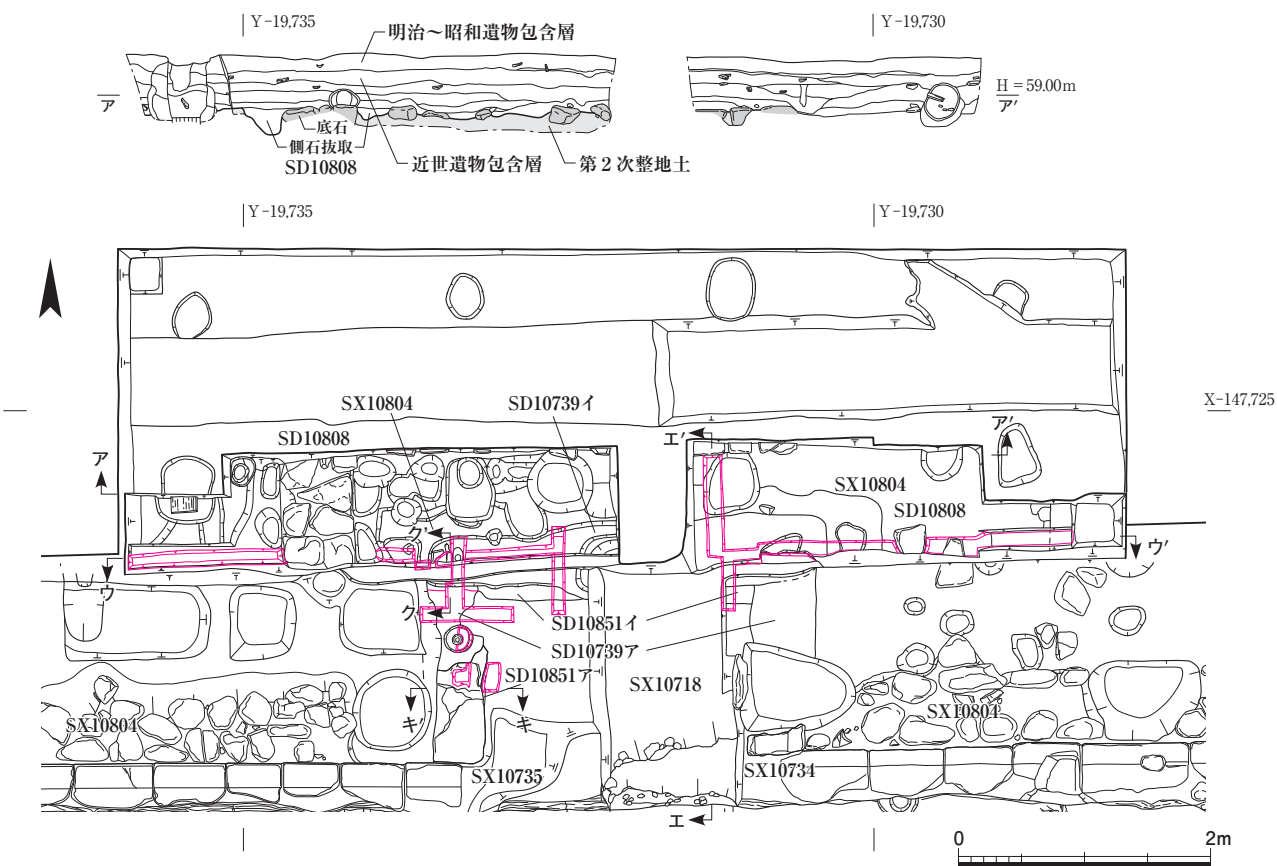 Y-19,735
Y-19,730
明治～昭和遺物包含層
H = 59.00m
ア
ア′
底石
側石抜取
SD10808
近世遺物包含層
第２次整地土
Y-19,735
Y-19,730
X-147,725
SX10804
SD10739イ
SD10808
ア
エ′
ア′
SX10804
SD10808
ク′
ウ
ウ′
ク
SD10851イ
SD10739ア
SD10851ア
SX10718
SX10804
キ′
キ
SX10804
SX10735
SX10734
エ
0
2m